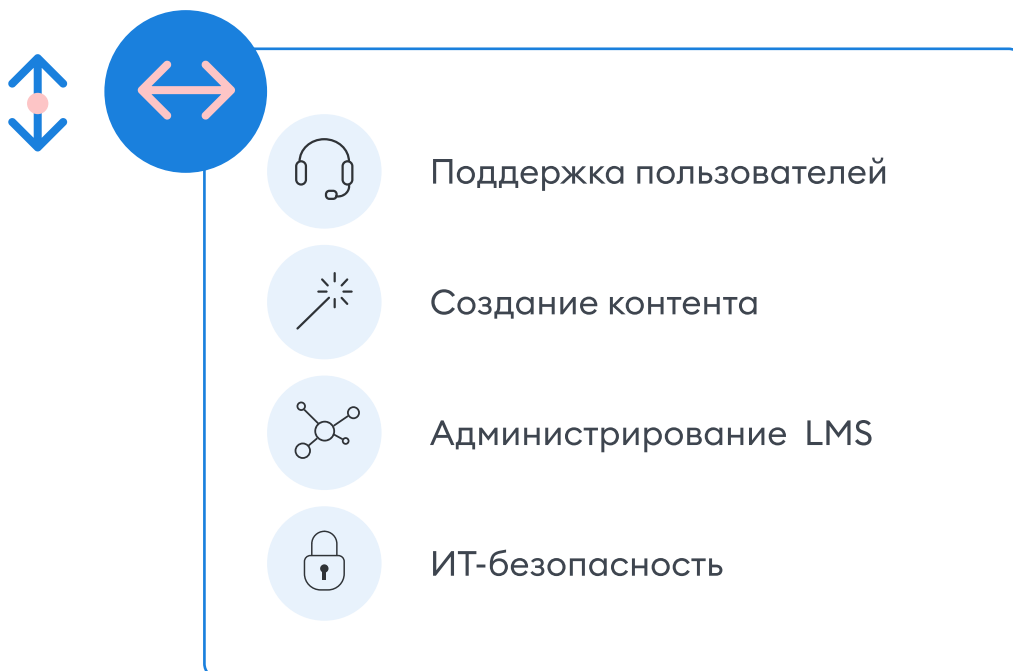 Поддержка пользователей
Создание контента
Администрирование LMS
ИТ-безопасность